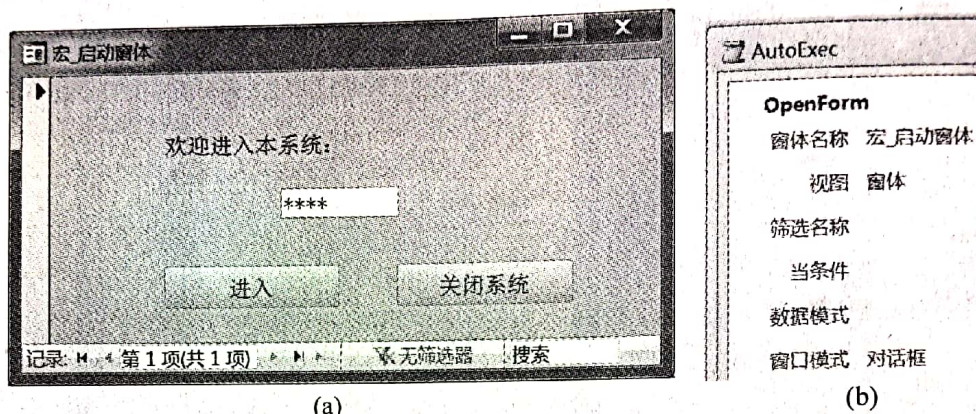 宏_启动窗体
欢迎进入本系统:
****
进入
关闭系统
记录: 第 1 项(共 1 项) 无筛选器 搜索
(a)
AutoExec
OpenForm
窗体名称 宏_启动窗体
视图 窗体
筛选名称
当条件
数据模式
窗口模式 对话框
(b)